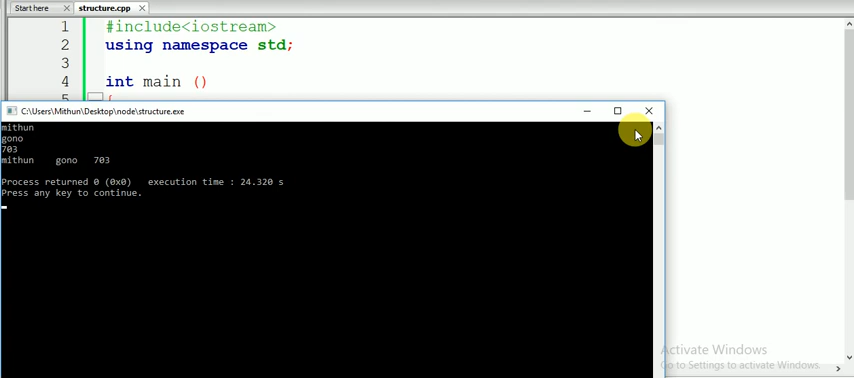 Start here structure.cpp
1 #include<iostream>
2 using namespace std;
3
4 int main ()
5 {
C:\Users\Mithun\Desktop\node\structure.exe
mithun
gono
703
mithun gono 703
Process returned 0 (0x0) execution time : 24.320 s
Press any key to continue.
Activate Windows
Go to Settings to activate Windows.